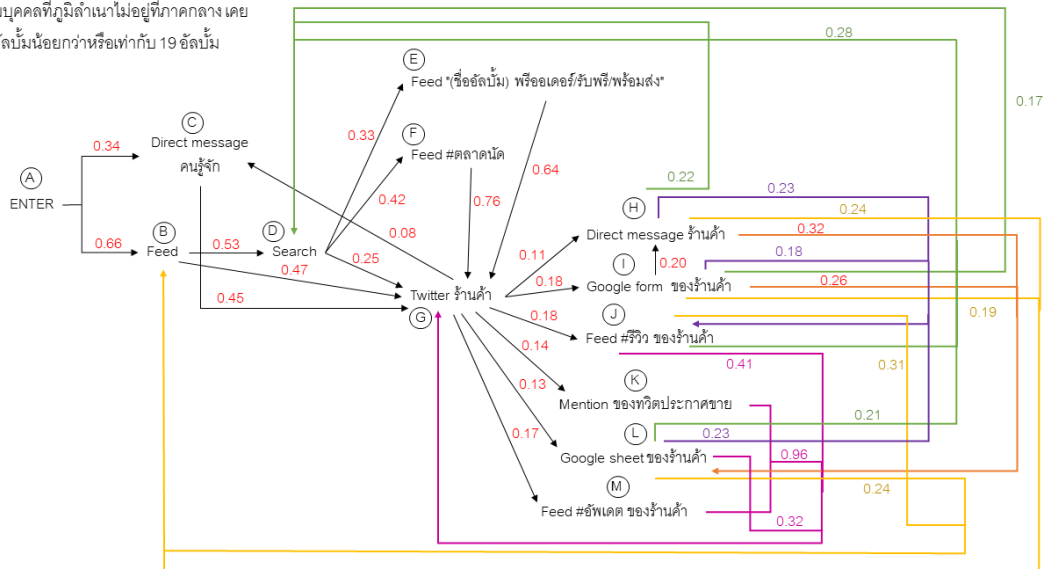 บุคคลที่ภูมิลำเนาไม่อยู่ที่ภาคกลาง เคย
ัลบั้มน้อยกว่าหรือเท่ากับ 19 อัลบั้ม
0.28
E
Feed "(ชื่ออัลบั้ม) พรีออเดอร์/รับพรี/พร้อมส่ง"
0.17
C
0.34
Direct message
คนรู้จัก
0.33
F
Feed #ตลาดนัด
0.64
A
ENTER
0.22
0.23
0.42
0.76
H
0.24
B
D
0.08
Direct message ร้านค้า
0.32
0.66
Feed
0.53
Search
0.25
0.11
0.18
0.47
I
0.20
0.18
Google form ของร้านค้า
0.26
0.45
Twitter ร้านค้า
G
0.18
J
0.19
Feed #รีวิว ของร้านค้า
0.14
0.41
0.31
K
0.13
Mention ของทวิตประกาศขาย
0.21
0.17
L
0.23
Google sheet ของร้านค้า
0.96
M
0.24
Feed #อัพเดต ของร้านค้า
0.32